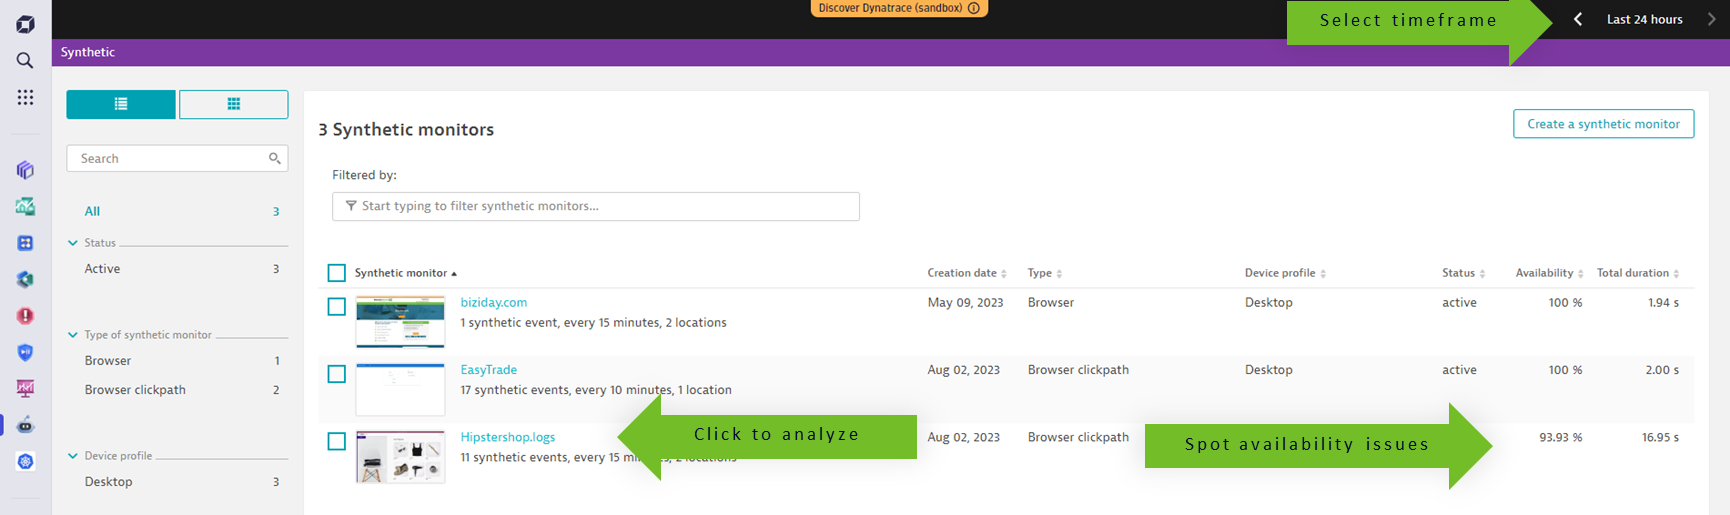 Discover Dynatrace (sandbox)
Select timeframe
Last 24 hours
Synthetic
3 Synthetic monitors
Create a synthetic monitor
Search
Filtered by:
Start typing to filter synthetic monitors...
All 3
Status
Active 3
Type of synthetic monitor
Browser 1
Browser clickpath 2
Device profile
Desktop 3
Synthetic monitor Creation date Type Device profile Status Availability Total duration
biziday.com May 09, 2023 Browser Desktop active 100 % 1.94 s
1 synthetic event, every 15 minutes, 2 locations
EasyTrade Aug 02, 2023 Browser clickpath Desktop active 100 % 2.00 s
17 synthetic events, every 10 minutes, 1 location
Hipstershop.logs Aug 02, 2023 Browser clickpath 93.93 % 16.95 s
11 synthetic events, every 15 minutes, 2 locations
Click to analyze
Spot availability issues